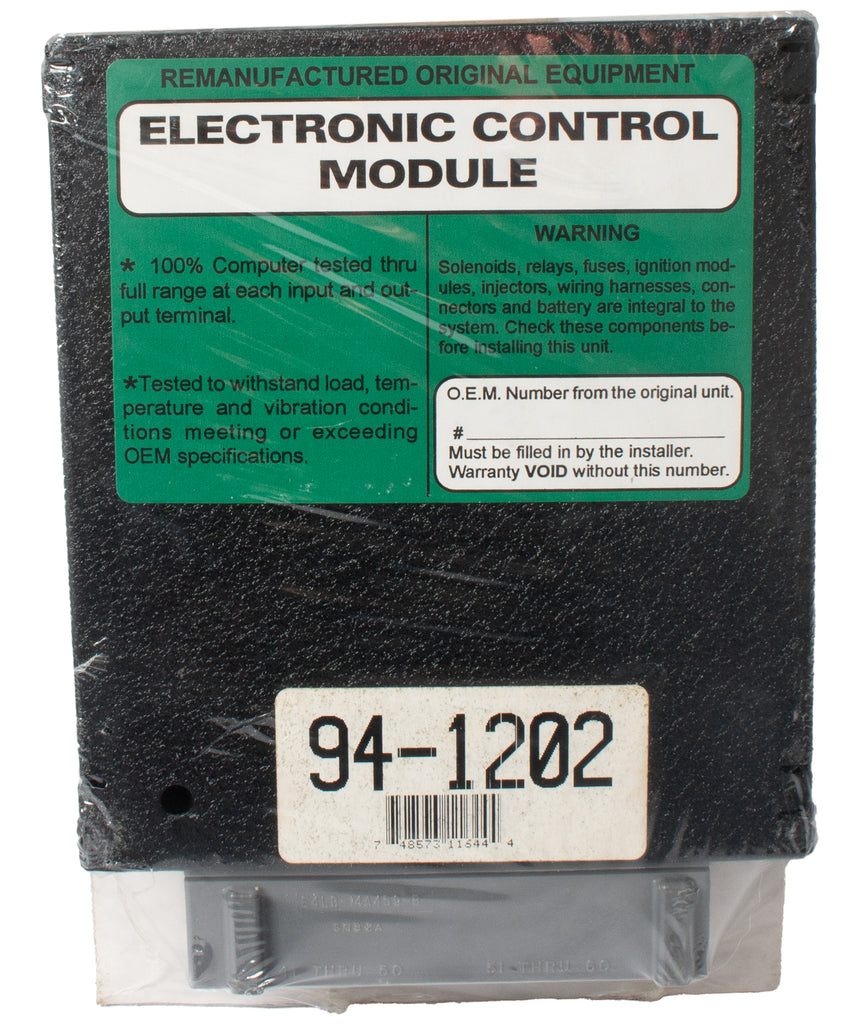 REMANUFACTURED ORIGINAL EQUIPMENT
ELECTRONIC CONTROL
MODULE
* 100% Computer tested thru
full range at each input and out-
put terminal.
*Tested to withstand load, tem-
perature and vibration condi-
tions meeting or exceeding
OEM specifications.
WARNING
Solenoids, relays, fuses, ignition mod-
ules, injectors, wiring harnesses, con-
nectors and battery are integral to the
system. Check these components be-
fore installing this unit.
O.E.M. Number from the original unit.
#
Must be filled in by the installer.
Warranty VOID without this number.
94-1202
7 48573 11644 4
41 THRU 50 51 THRU 60